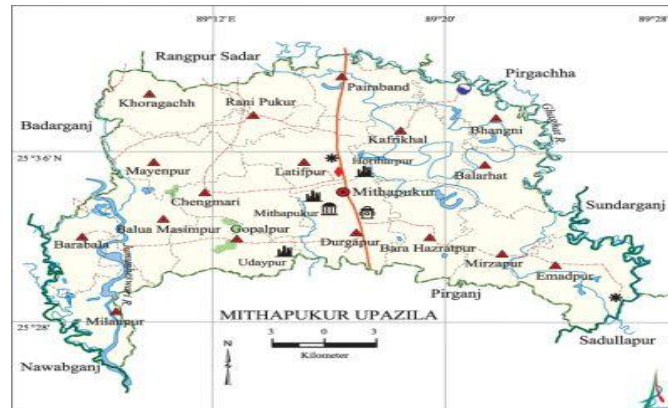 89°12' E
89°20'
89°28'
Rangpur Sadar
Pirgachha
Pairaband
Khoragachh
Rani Pukur
Kafrikhal
Bhangni
Ghaghat R
Badarganj
25°36' N
Mayenpur
Latifpur
Balarhat
Chengmari
Mithapukur
Mithapukur
Sundarganj
Balua Masimpur
Barabala
Gopalpur
Durgapur
Bara Hazratpur
Udaypur
Mirzapur
Emadpur
Pirganj
Milanpur
25°28'
MITHAPUKUR UPAZILA
3 0 3
Kilometer
N
Sadullapur
Nawabganj